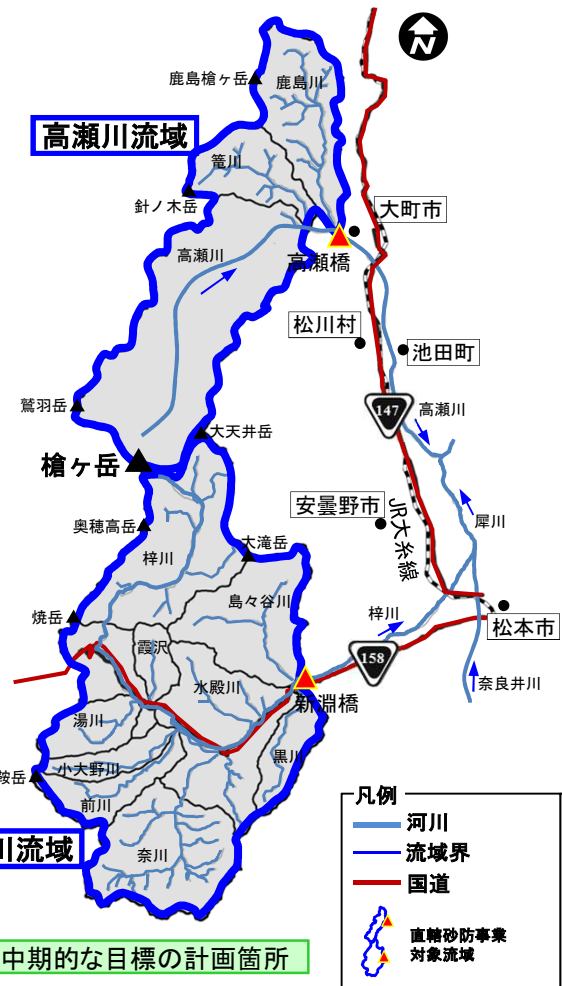 N
鹿島槍ヶ岳
鹿島川
高瀬川流域
篭川
針ノ木岳
大町市
高瀬川
高瀬橋
松川村
池田町
鷲羽岳
147
高瀬川
大天井岳
槍ヶ岳
安曇野市
JR大糸線
奥穂高岳
犀川
大滝岳
梓川
島々谷川
焼岳
梓川
松本市
霞沢
158
水殿川
奈良井川
新淵橋
湯川
黒川
小大野川
鞍岳
前川
川流域
奈川
凡例
河川
流域界
国道
直轄砂防事業
対象流域
中期的な目標の計画箇所